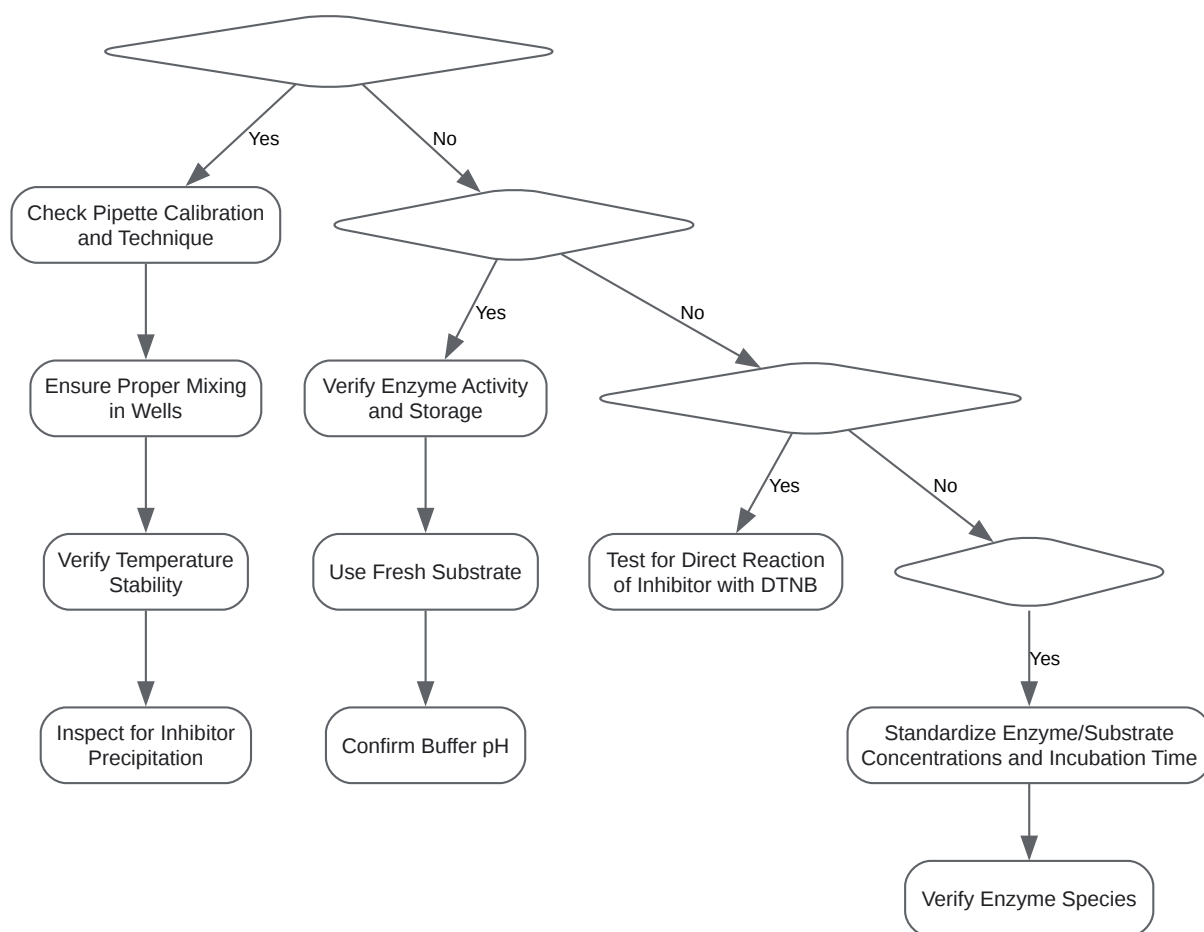 Yes
No
Check Pipette Calibration
and Technique
Yes
No
Ensure Proper Mixing
in Wells
Verify Enzyme Activity
and Storage
Yes
No
Verify Temperature
Stability
Use Fresh Substrate
Test for Direct Reaction
of Inhibitor with DTNB
Yes
Inspect for Inhibitor
Precipitation
Confirm Buffer pH
Standardize Enzyme/Substrate
Concentrations and Incubation Time
Verify Enzyme Species